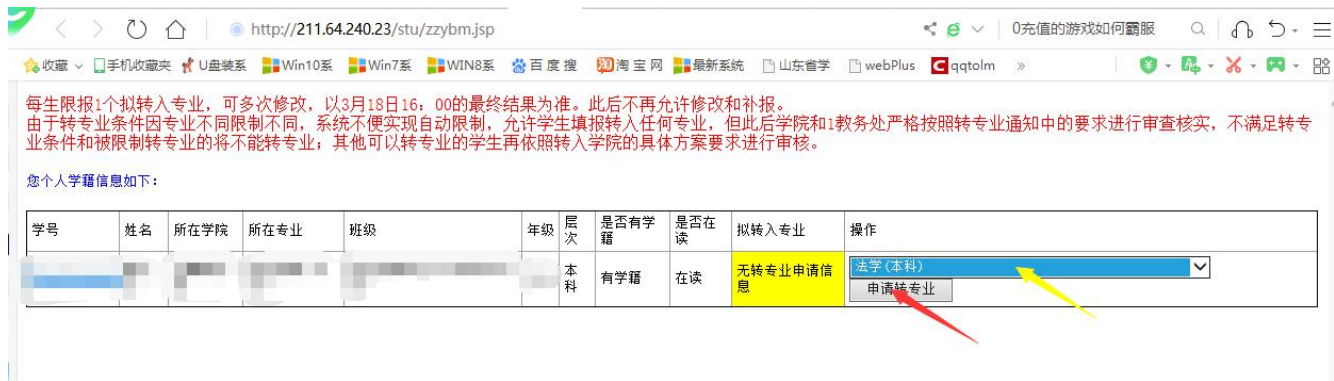 http://211.64.240.23/stu/zzybm.jsp 0充值的游戏如何霸服
收藏 手机收藏夹 U盘装系 Win10系 Win7系 WIN8系 百度搜 淘宝网 最新系统 山东省学 webPlus qqtolm »
每生限报1个拟转入专业，可多次修改，以3月18日16：00的最终结果为准。此后不再允许修改和补报。
由于转专业条件因专业不同限制不同，系统不便实现自动限制，允许学生填报转入任何专业，但此后学院和1教务处严格按照转专业通知中的要求进行审查核实，不满足转专
业条件和被限制转专业的将不能转专业；其他可以转专业的学生再依照转入学院的具体方案要求进行审核。
您个人学籍信息如下：
学号 姓名 所在学院 所在专业 班级 年级 层次 是否有学籍 是否在读 拟转入专业 操作
本科 有学籍 在读 无转专业申请信息 法学(本科)
申请转专业